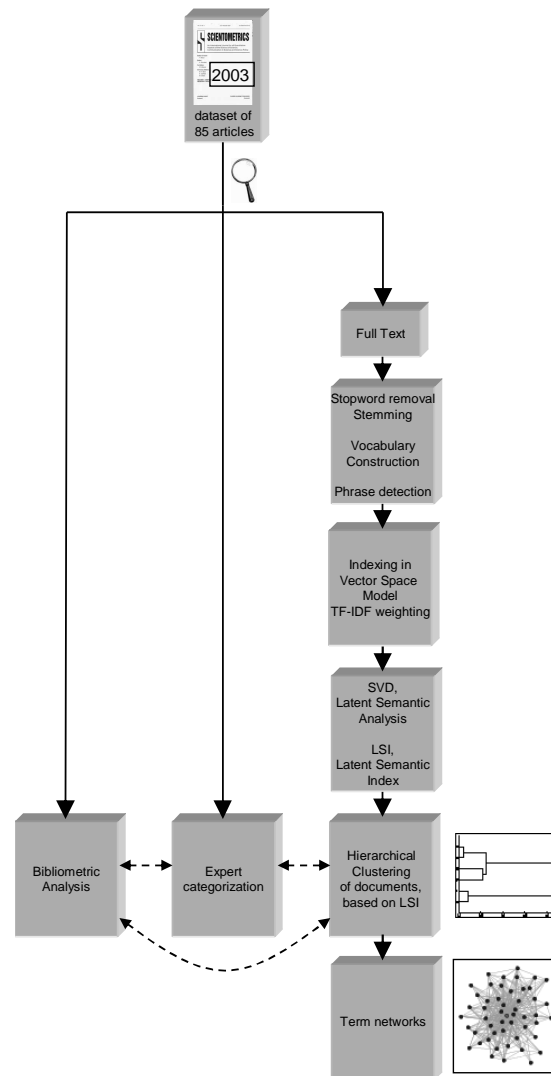 SCIENTOMETRICS
2003
dataset of
85 articles
Full Text
Stopword removal
Stemming
Vocabulary
Construction
Phrase detection
Indexing in
Vector Space
Model
TF-IDF weighting
SVD,
Latent Semantic
Analysis
LSI,
Latent Semantic
Index
Bibliometric
Analysis
Expert
categorization
Hierarchical
Clustering
of documents,
based on LSI
Term networks